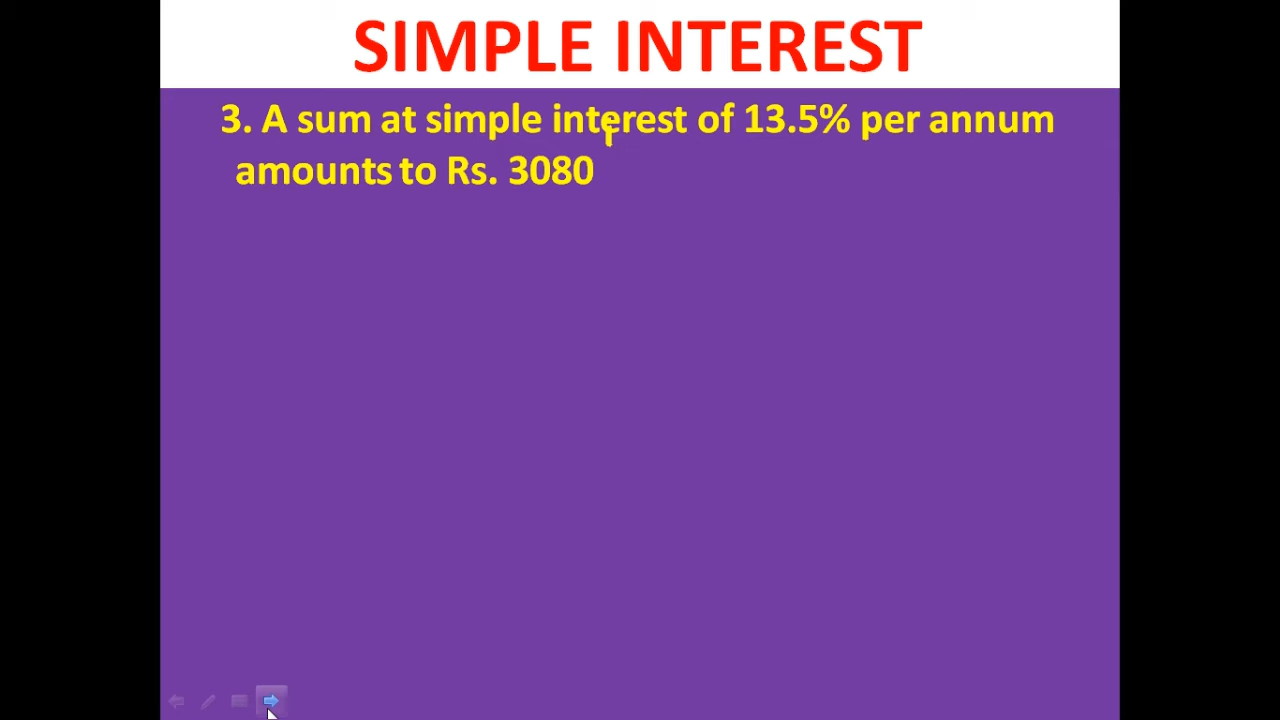 SIMPLE INTEREST
3. A sum at simple interest of 13.5% per annum
amounts to Rs. 3080